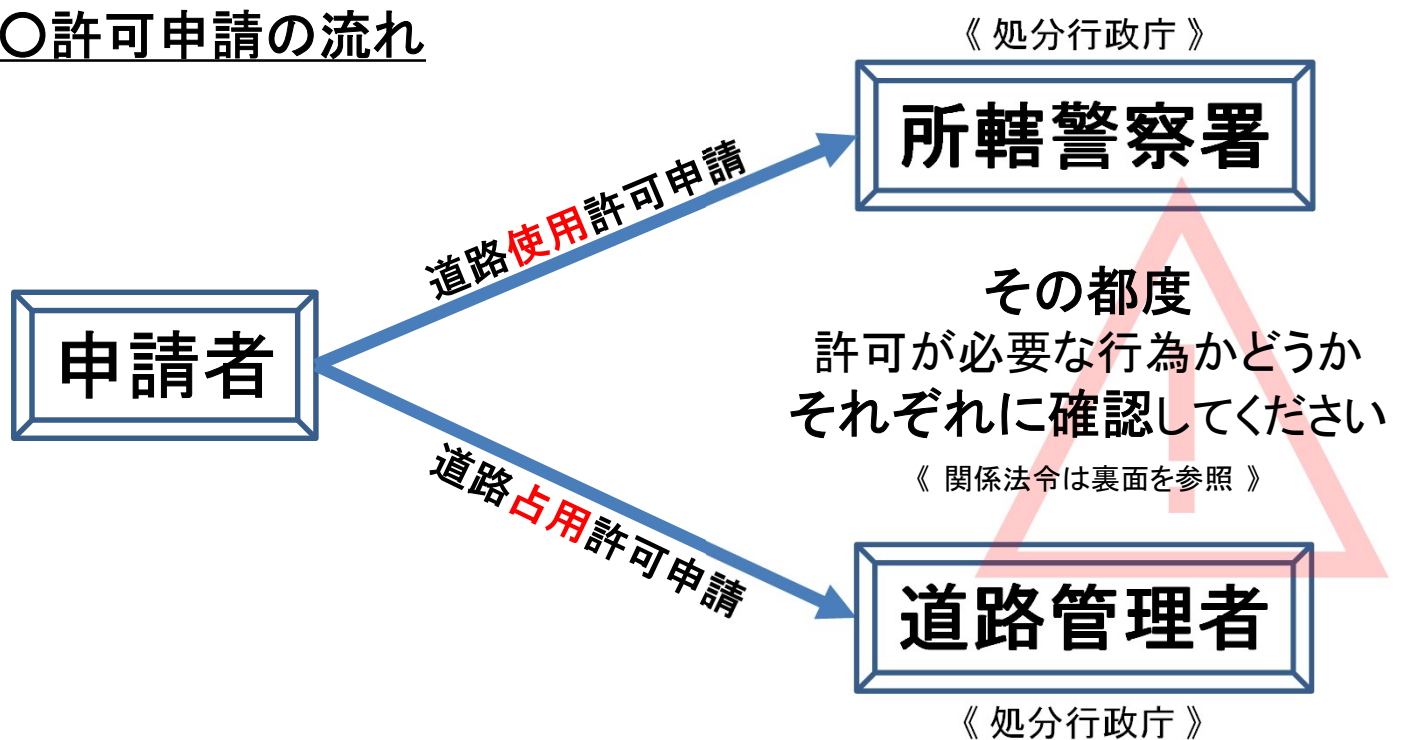 〇許可申請の流れ
《 処分行政庁 》
所轄警察署
道路使用許可申請
申請者
その都度
許可が必要な行為かどうか
それぞれに確認してください
《 関係法令は裏面を参照 》
道路占用許可申請
道路管理者
《 処分行政庁 》